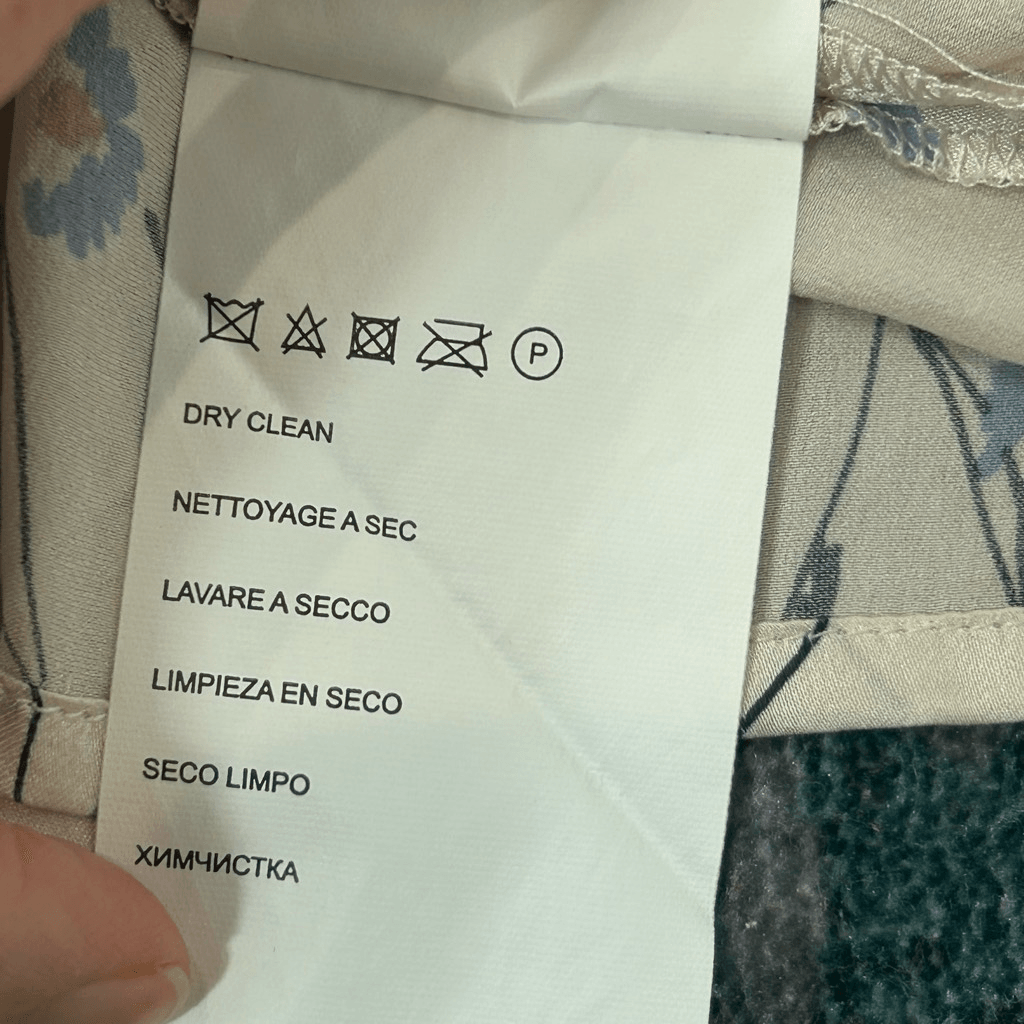 P
DRY CLEAN
NETTOYAGE A SEC
LAVARE A SECCO
LIMPIEZA EN SECO
SECO LIMPO
ХИМЧИСТКА